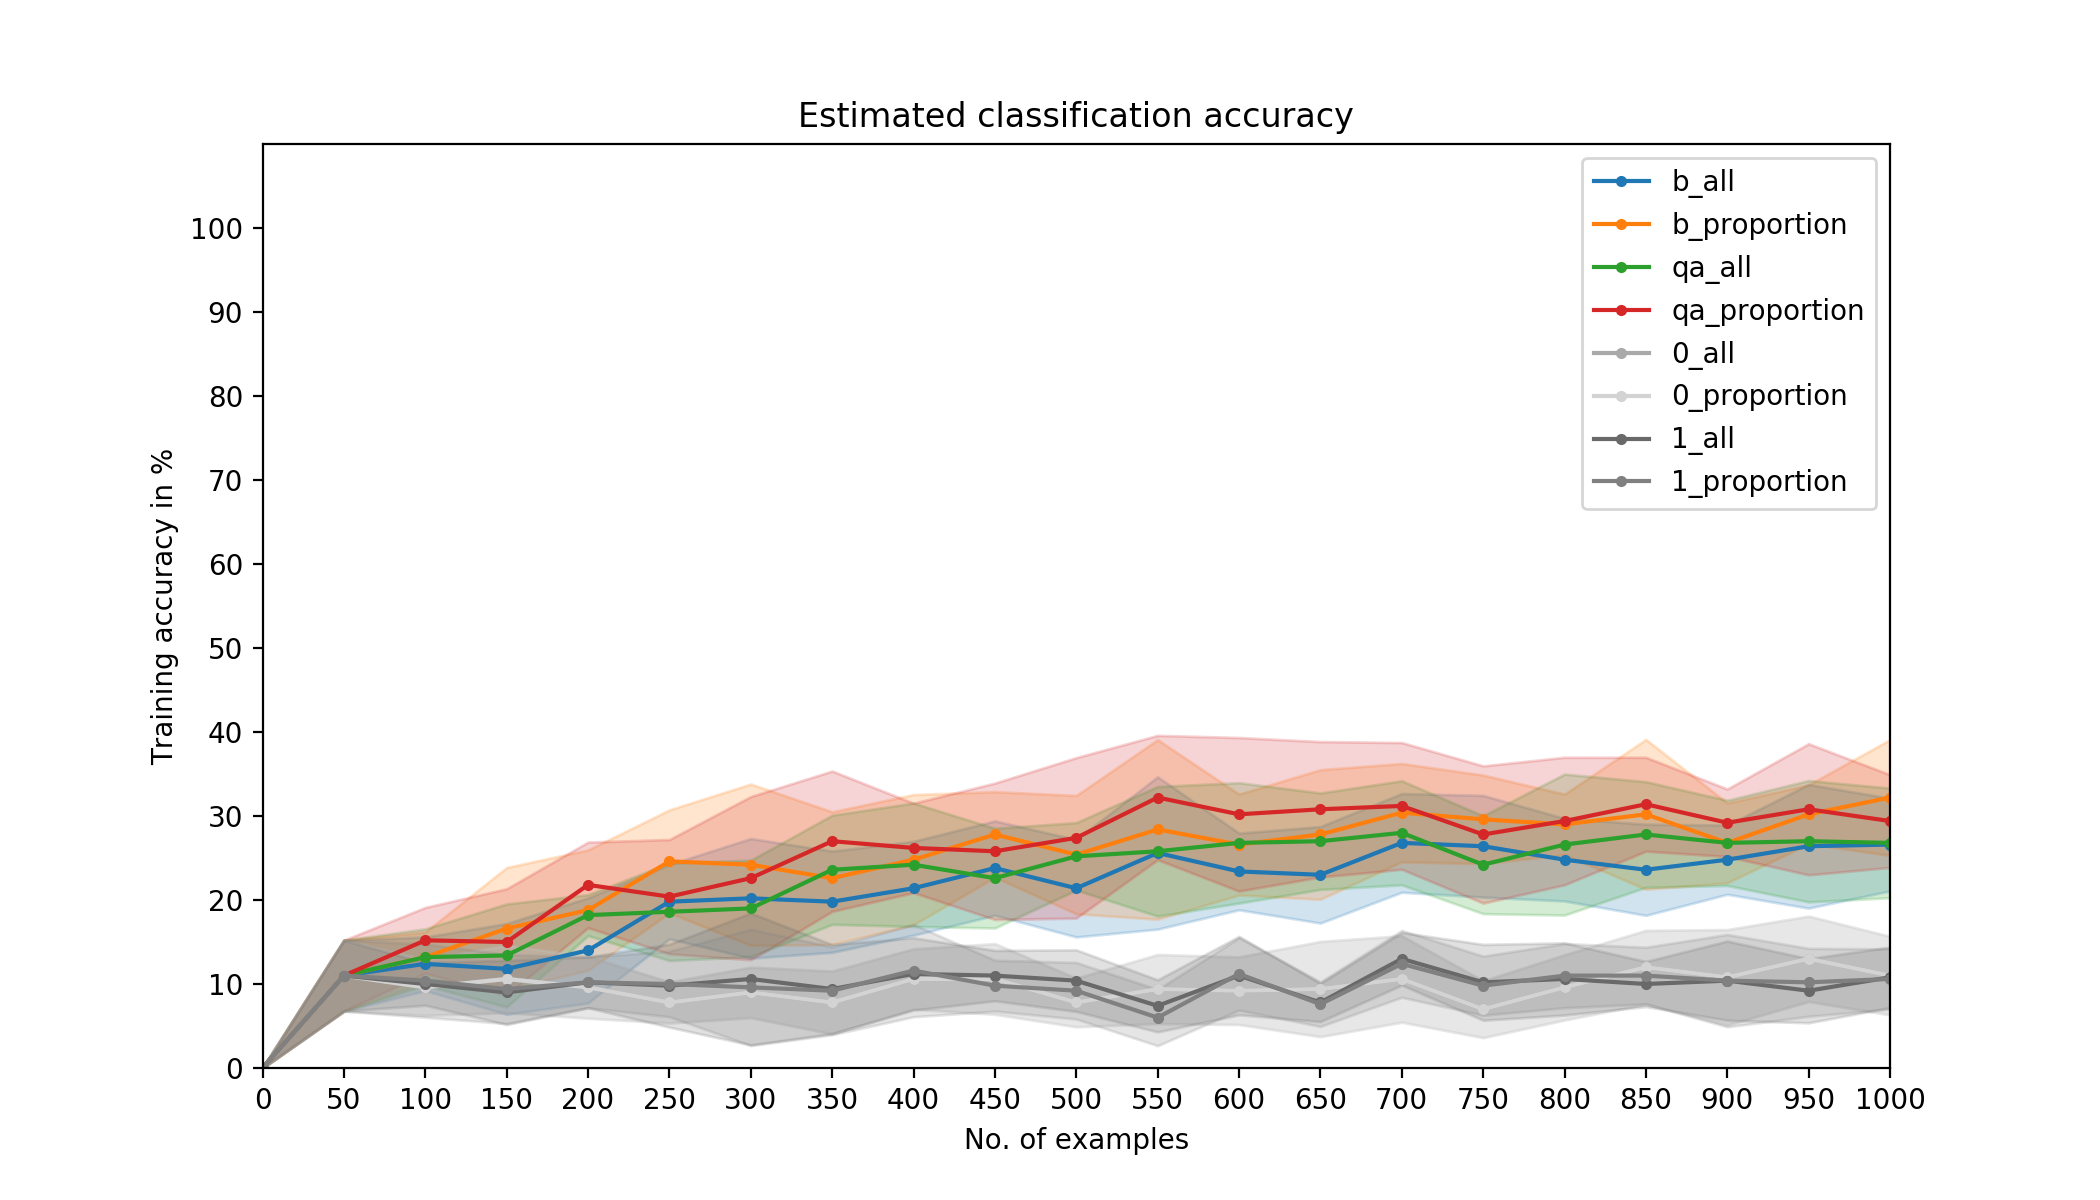 Estimated classification accuracy
b_all
b_proportion
qa_all
qa_proportion
0_all
0_proportion
1_all
1_proportion
Training accuracy in %
100
90
80
70
60
50
40
30
20
10
0
0 50 100 150 200 250 300 350 400 450 500 550 600 650 700 750 800 850 900 950 1000
No. of examples